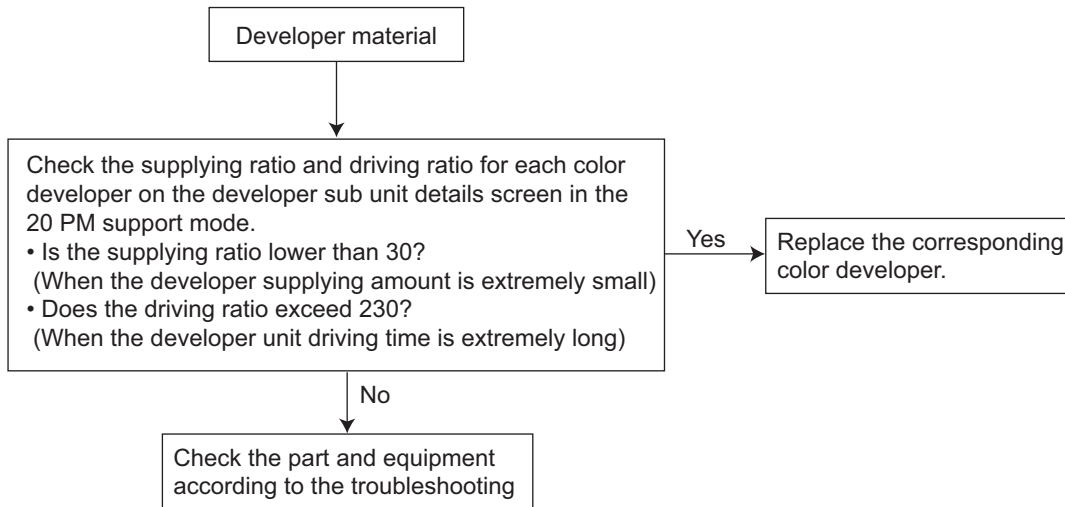 Developer material
Check the supplying ratio and driving ratio for each color
developer on the developer sub unit details screen in the
20 PM support mode.
• Is the supplying ratio lower than 30?
(When the developer supplying amount is extremely small)
• Does the driving ratio exceed 230?
(When the developer unit driving time is extremely long)
Yes
Replace the corresponding
color developer.
No
Check the part and equipment
according to the troubleshooting